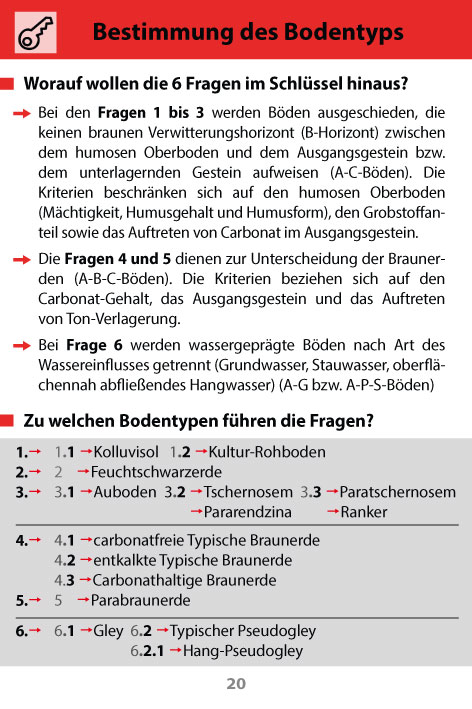 Bestimmung des Bodentyps
Worauf wollen die 6 Fragen im Schlüssel hinaus?
→ Bei den Fragen 1 bis 3 werden Böden ausgeschieden, die
keinen braunen Verwitterungshorizont (B-Horizont) zwischen
dem humosen Oberboden und dem Ausgangsgestein bzw.
dem unterlagernden Gestein aufweisen (A-C-Böden). Die
Kriterien beschränken sich auf den humosen Oberboden
(Mächtigkeit, Humusgehalt und Humusform), den Grobstoffan-
teil sowie das Auftreten von Carbonat im Ausgangsgestein.
→ Die Fragen 4 und 5 dienen zur Unterscheidung der Brauner-
den (A-B-C-Böden). Die Kriterien beziehen sich auf den
Carbonat-Gehalt, das Ausgangsgestein und das Auftreten
von Ton-Verlagerung.
→ Bei Frage 6 werden wassergeprägte Böden nach Art des
Wassereinflusses getrennt (Grundwasser, Stauwasser, oberflä-
chennah abfließendes Hangwasser) (A-G bzw. A-P-S-Böden)
Zu welchen Bodentypen führen die Fragen?
1.→ 1.1 →Kolluvisol 1.2 →Kultur-Rohboden
2.→ 2 →Feuchtschwarzerde
3.→ 3.1 →Auboden 3.2 →Tschernosem 3.3 →Paratschernosem
→Pararendzina →Ranker
4.→ 4.1 →carbonatfreie Typische Braunerde
4.2 →entkalkte Typische Braunerde
4.3 →Carbonathaltige Braunerde
5.→ 5 →Parabraunerde
6.→ 6.1 →Gley 6.2 →Typischer Pseudogley
6.2.1 →Hang-Pseudogley
20